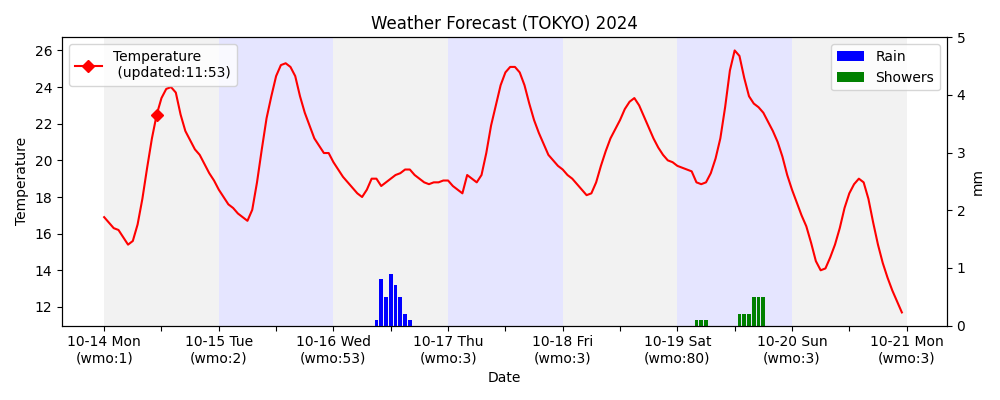 Weather Forecast (TOKYO) 2024
Temperature
(updated:11:53)
Rain
Showers
Temperature
26
24
22
20
18
16
14
12
5
4
3
2
1
0
mm
10-14 Mon
(wmo:1)
10-15 Tue
(wmo:2)
10-16 Wed
(wmo:53)
10-17 Thu
(wmo:3)
10-18 Fri
(wmo:3)
10-19 Sat
(wmo:80)
10-20 Sun
(wmo:3)
10-21 Mon
(wmo:3)
Date